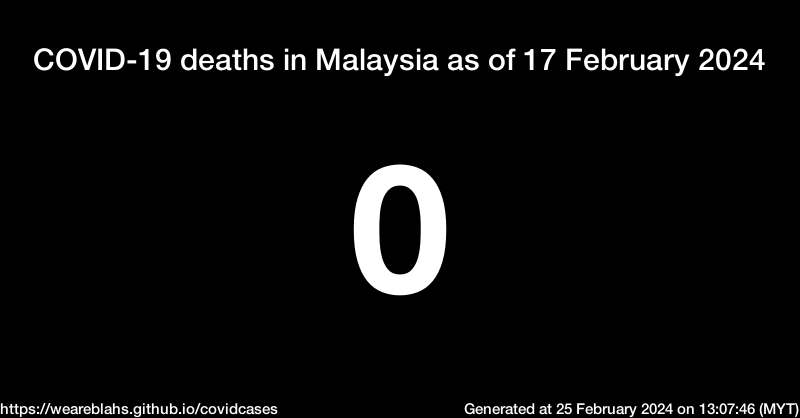 COVID-19 deaths in Malaysia as of 17 February 2024
0
https://weareblahs.github.io/covidcases
Generated at 25 February 2024 on 13:07:46 (MYT)